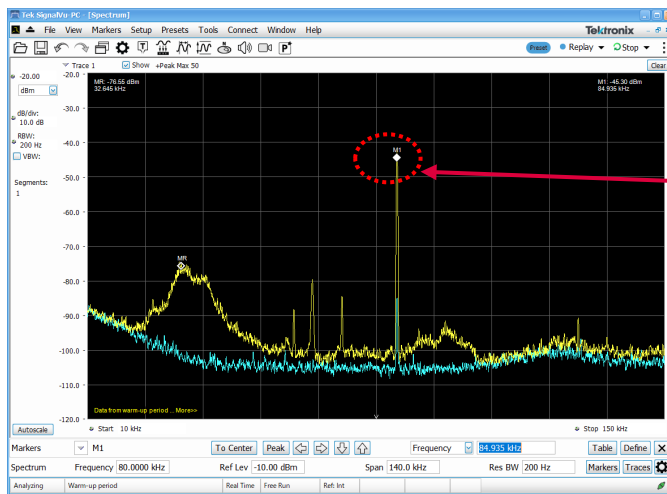 Tek SignalVu-PC - [Spectrum]
File View Markers Setup Presets Tools Connect Window Help
Tektronix
Preset Replay Stop
Trace 1 Show +Peak Max 50 Clear
-20.00
dBm
dB/div:
10.0 dB
RBW:
200 Hz
VBW:
Segments:
1
-20.0
-30.0
-40.0
-50.0
-60.0
-70.0
-80.0
-90.0
-100.0
-110.0
-120.0
MR: -76.55 dBm
32.645 kHz
M1: -45.30 dBm
84.935 kHz
M1
MR
Data from warm-up period... More>>
Autoscale Start 10 kHz Stop 150 kHz
Markers M1 To Center Peak Frequency 84.935 kHz Table Define X
Spectrum Frequency 80.0000 kHz Ref Lev -10.00 dBm Span 140.0 kHz Res BW 200 Hz Markers Traces
Analyzing Warm-up period Real Time Free Run Ref: Int